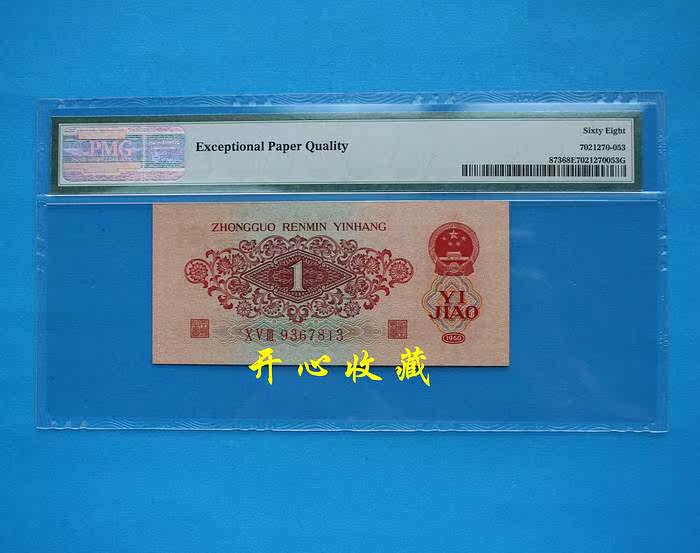 PMG
Exceptional Paper Quality
Sixty Eight
7021270-053
87368E7021270053G
ZHONGGUO RENMIN YINHANG
1
YI
JIAO
XVIII 9367813
1960
开心收藏